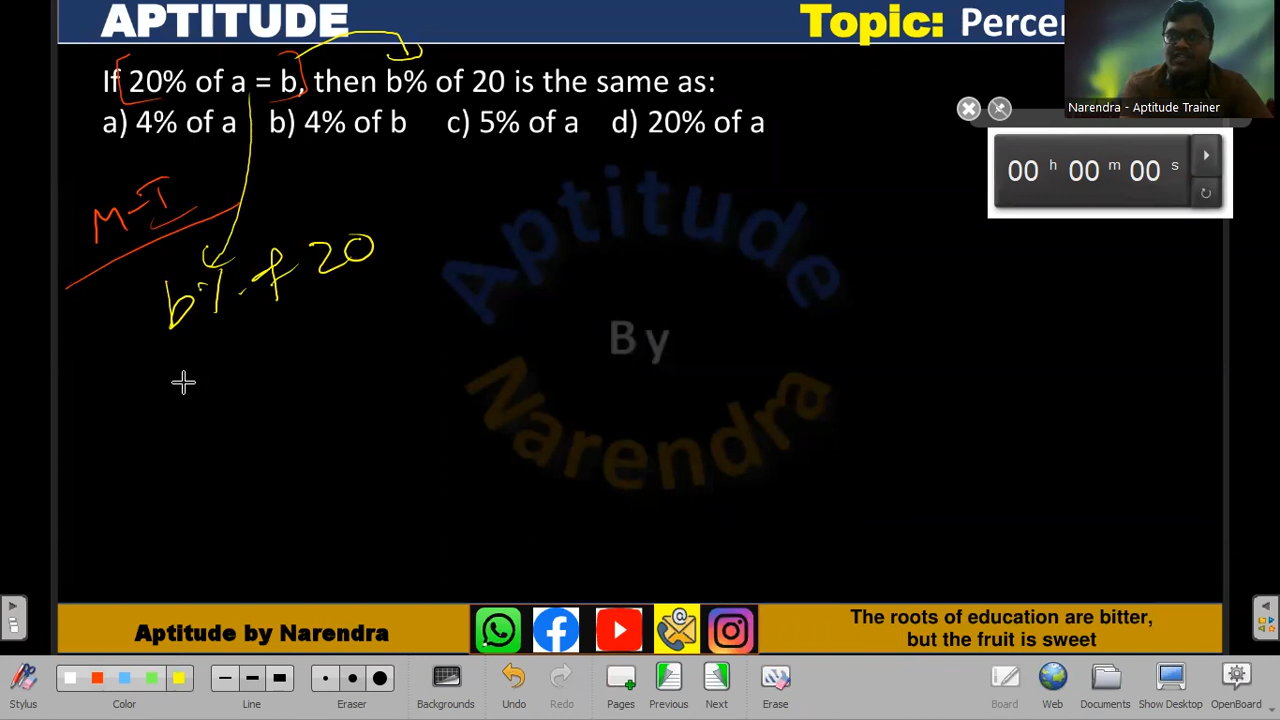 APTITUDE
Topic: Percen
If 20% of a = b, then b% of 20 is the same as:
a) 4% of a b) 4% of b c) 5% of a d) 20% of a
Narendra - Aptitude Trainer
00 h 00 m 00 s
M-I
b% of 20
Aptitude
By
Narendra
Aptitude by Narendra
The roots of education are bitter,
but the fruit is sweet
Stylus Color Line Eraser Backgrounds Undo Redo Pages Previous Next Erase Board Web Documents Show Desktop OpenBoard